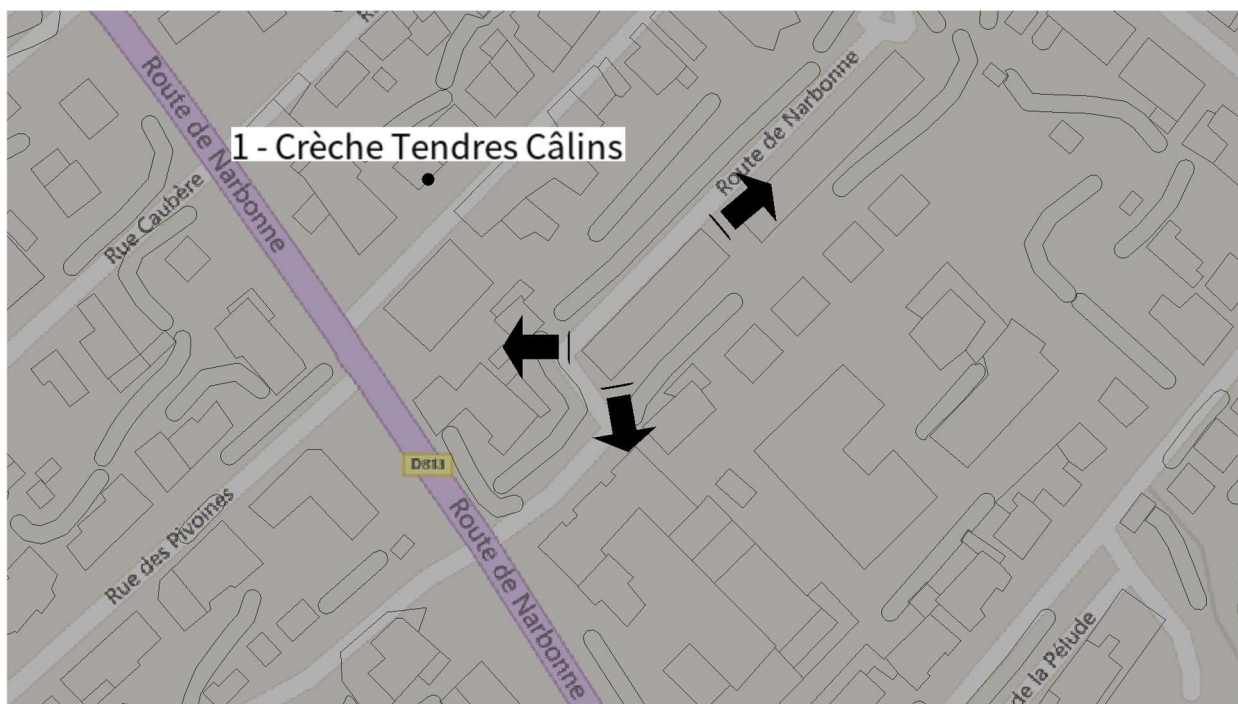 Route de Narbonne
1 - Crèche Tendres Câlins
Route de Narbonne
Rue Caubère
D813
Rue des Pivoines
Route de Narbonne
de la Pélude